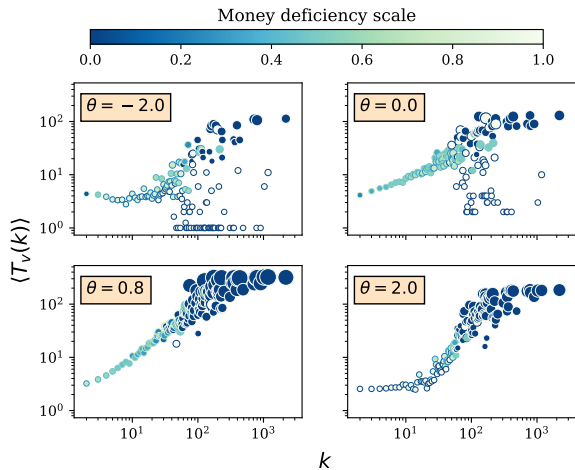 Money deficiency scale
0.0 0.2 0.4 0.6 0.8 1.0
θ = − 2.0
θ = 0.0
10²
10¹
10⁰
θ = 0.8
θ = 2.0
10²
10¹
10⁰
⟨T_v(k)⟩
10¹ 10² 10³ 10¹ 10² 10³
k